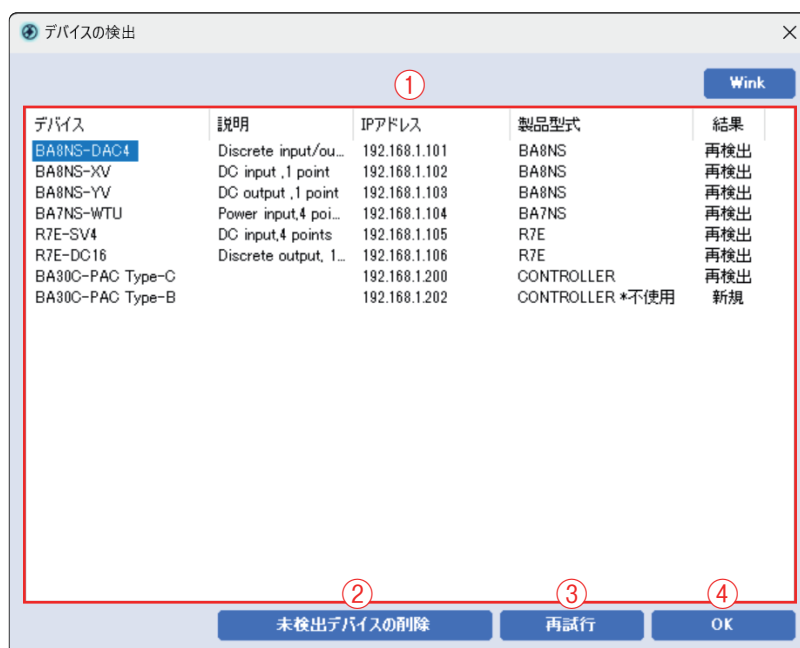 デバイスの検出
① Wink
デバイス 説明 IPアドレス 製品型式 結果
BA8NS-DAC4 Discrete input/ou... 192.168.1.101 BA8NS 再検出
BA8NS-XV DC input ,1 point 192.168.1.102 BA8NS 再検出
BA8NS-YV DC output ,1 point 192.168.1.103 BA8NS 再検出
BA7NS-WTU Power input,4 poi... 192.168.1.104 BA7NS 再検出
R7E-SV4 DC input,4 points 192.168.1.105 R7E 再検出
R7E-DC16 Discrete output, 1... 192.168.1.106 R7E 再検出
BA30C-PAC Type-C 192.168.1.200 CONTROLLER 再検出
BA30C-PAC Type-B 192.168.1.202 CONTROLLER *不使用 新規
② ③ ④
未検出デバイスの削除 再試行 OK